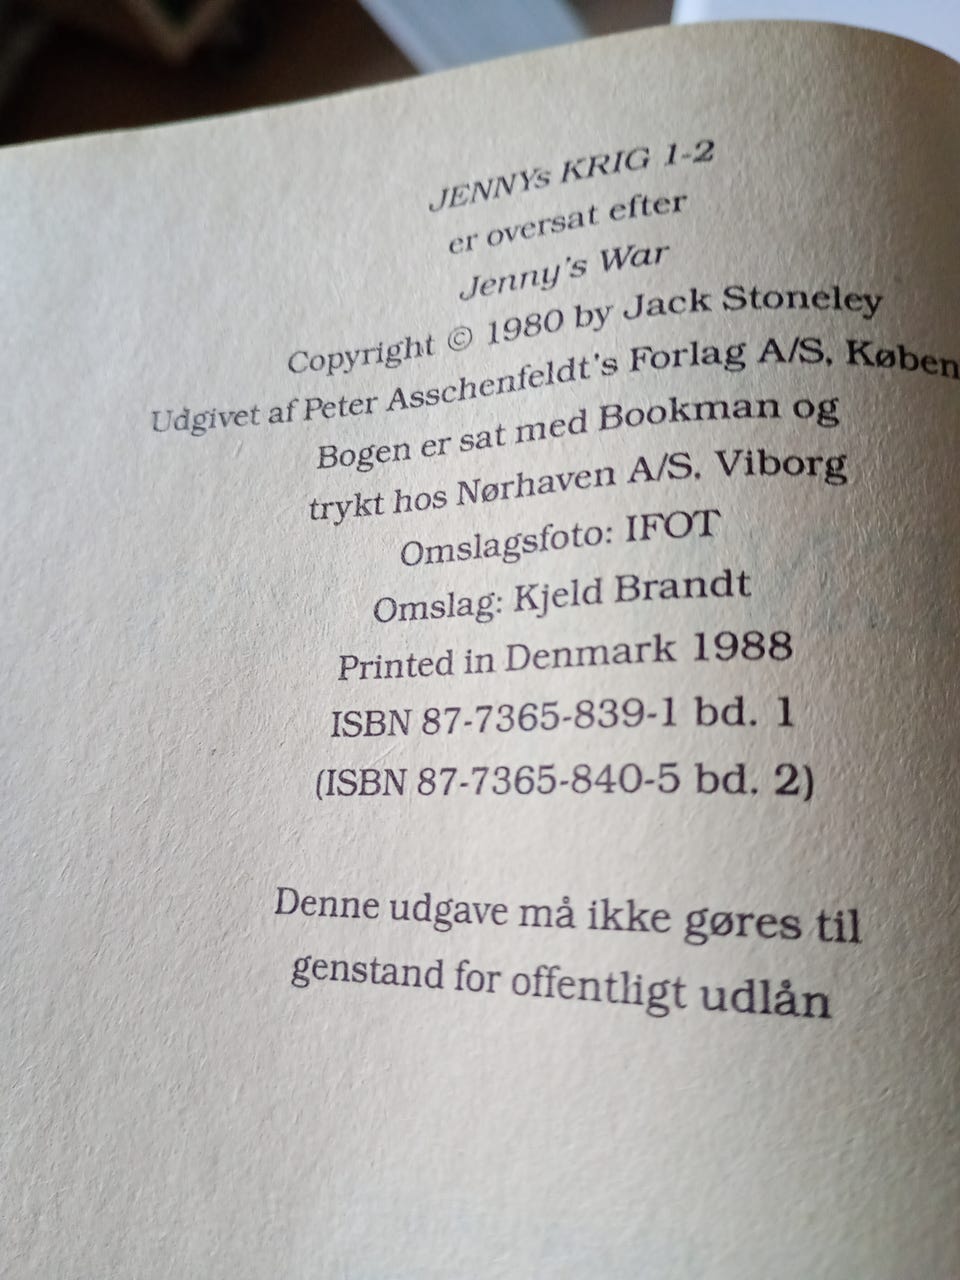 JENNYs KRIG 1-2
er oversat efter
Jenny's War
Copyright © 1980 by Jack Stoneley
Udgivet af Peter Asschenfeldt's Forlag A/S, Køben
Bogen er sat med Bookman og
trykt hos Nørhaven A/S, Viborg
Omslagsfoto: IFOT
Omslag: Kjeld Brandt
Printed in Denmark 1988
ISBN 87-7365-839-1 bd. 1
(ISBN 87-7365-840-5 bd. 2)
Denne udgave må ikke gøres til
genstand for offentligt udlån